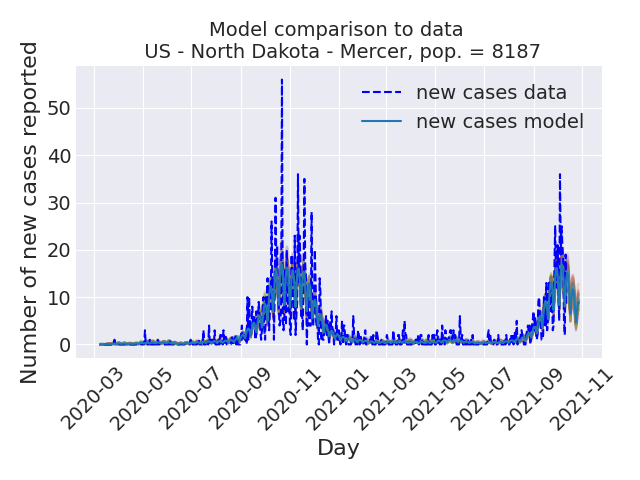 Model comparison to data
US - North Dakota - Mercer, pop. = 8187
Number of new cases reported
50
40
30
20
10
0
new cases data
new cases model
2020-03
2020-05
2020-07
2020-09
2020-11
2021-01
2021-03
2021-05
2021-07
2021-09
2021-11
Day